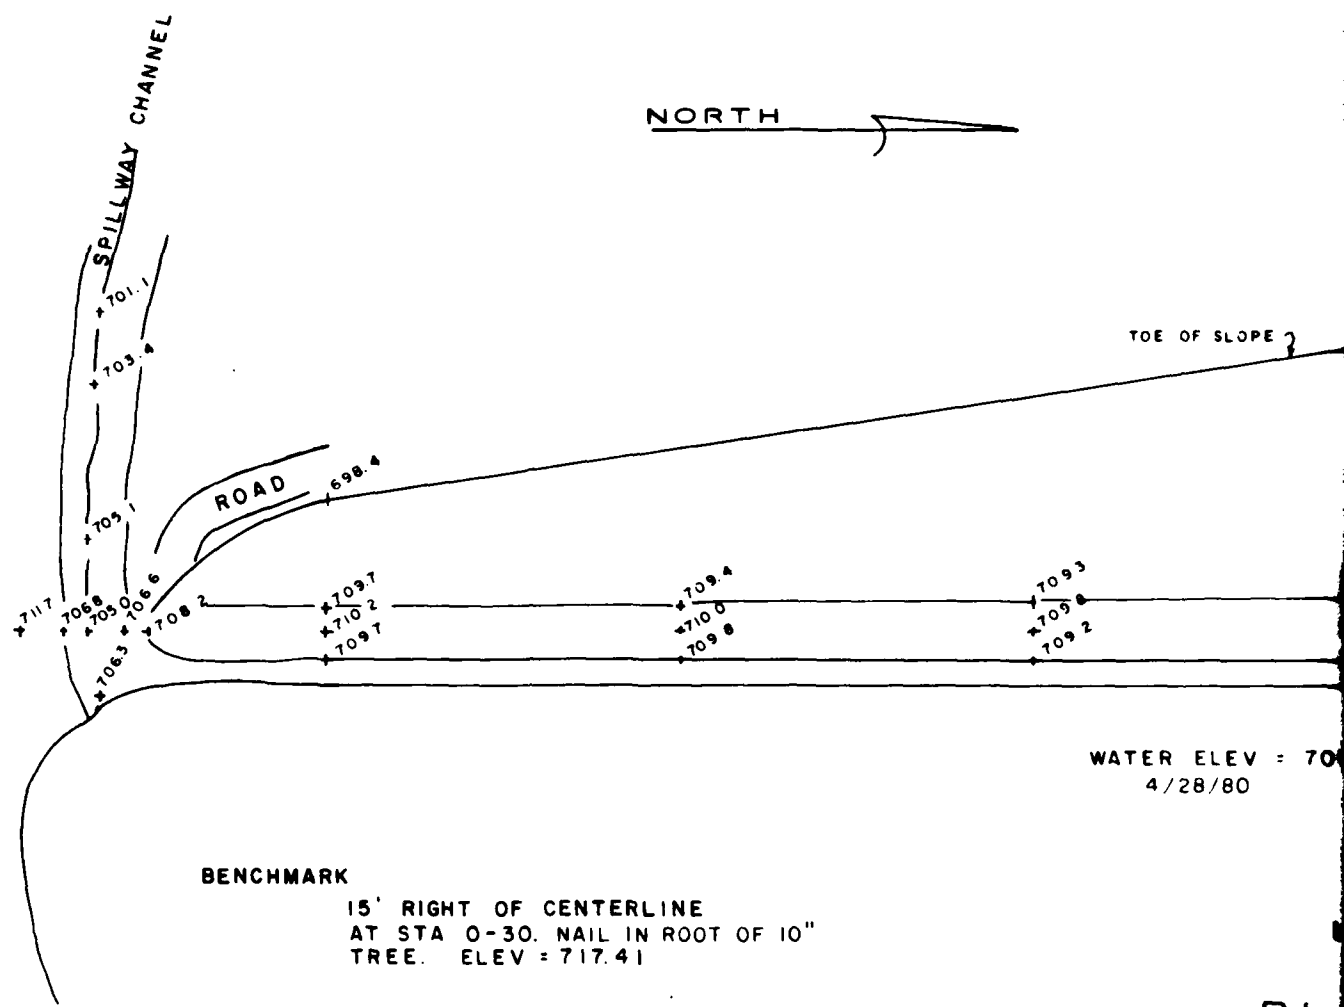 SPILLWAY CHANNEL
NORTH
701.1
703.4
TOE OF SLOPE
ROAD
698.4
705.1
709.7
709.4
709.3
711.7
706.8
705.0
706.6
708.2
710.2
710.0
709.8
709.7
709.8
709.2
706.3
WATER ELEV = 70
4/28/80
BENCHMARK
15' RIGHT OF CENTERLINE
AT STA 0-30. NAIL IN ROOT OF 10"
TREE. ELEV = 717.41